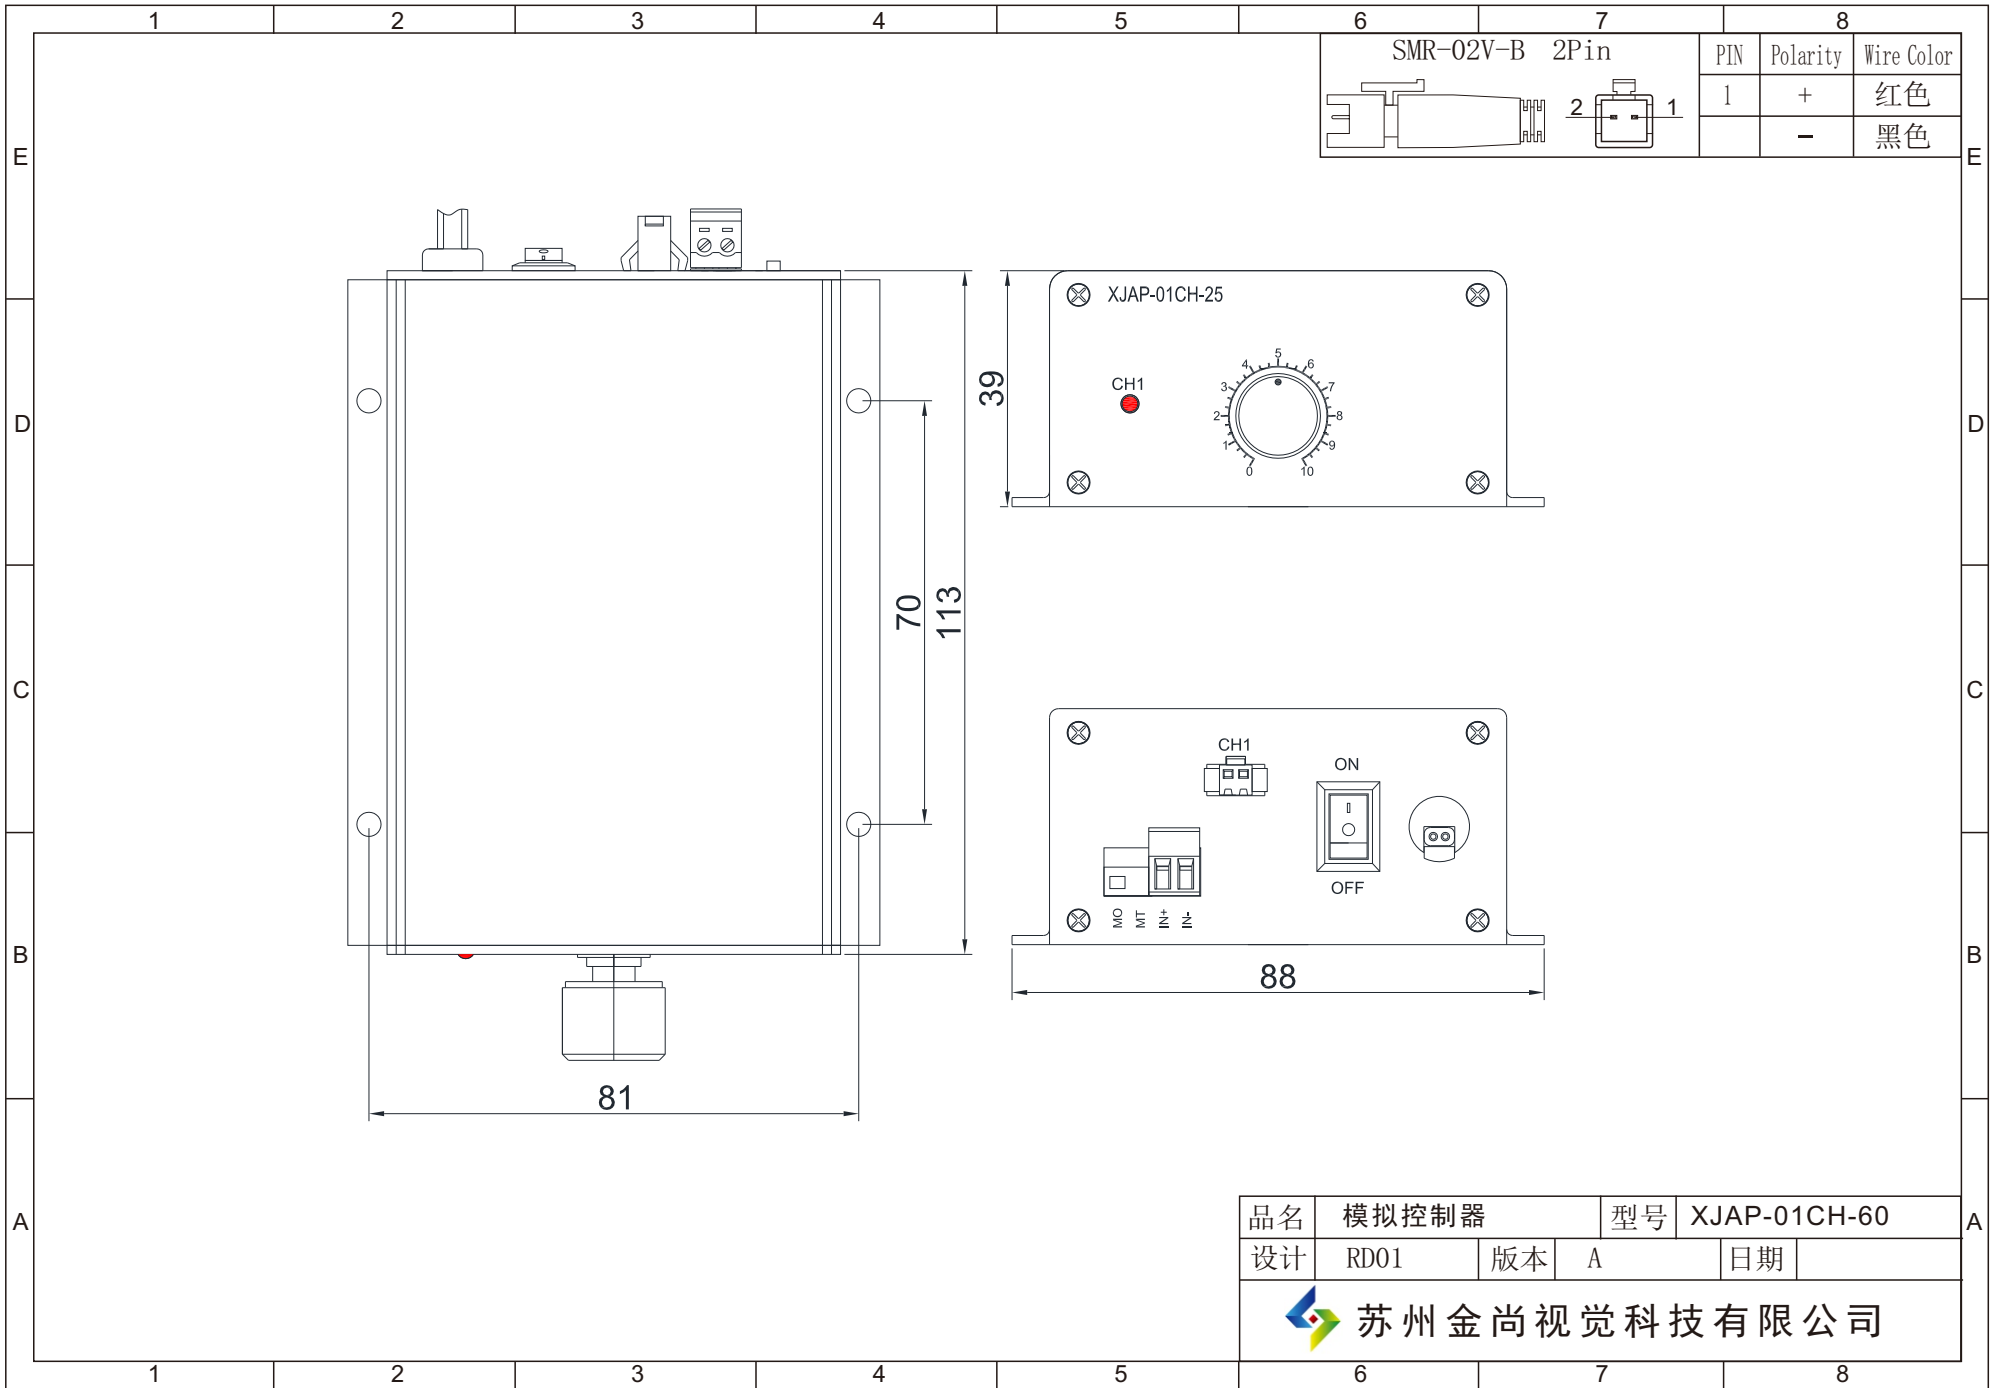 1 2 3 4 5 6 7 8
SMR-02V-B 2Pin
2 1
PIN Polarity Wire Color
1 + 红色
− 黑色
E E
D D
C C
B B
A A
XJAP-01CH-25
CH1
0 1 2 3 4 5 6 7 8 9 10
39
70
113
81
CH1
ON
OFF
MO MT IN+ IN-
88
品名 模拟控制器 型号 XJAP-01CH-60
设计 RD01 版本 A 日期
苏州金尚视觉科技有限公司
1 2 3 4 5 6 7 8